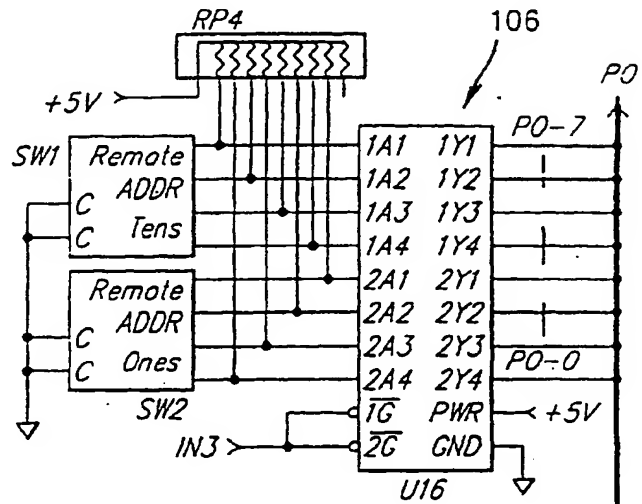 RP4
106
PO
+5V
SW1
Remote
ADDR
C
C
Tens
Remote
ADDR
C
C
Ones
SW2
1A1 1Y1
1A2 1Y2
1A3 1Y3
1A4 1Y4
2A1 2Y1
2A2 2Y2
2A3 2Y3
2A4 2Y4
1G PWR
2G GND
PO-7
PO-0
+5V
IN3
U16